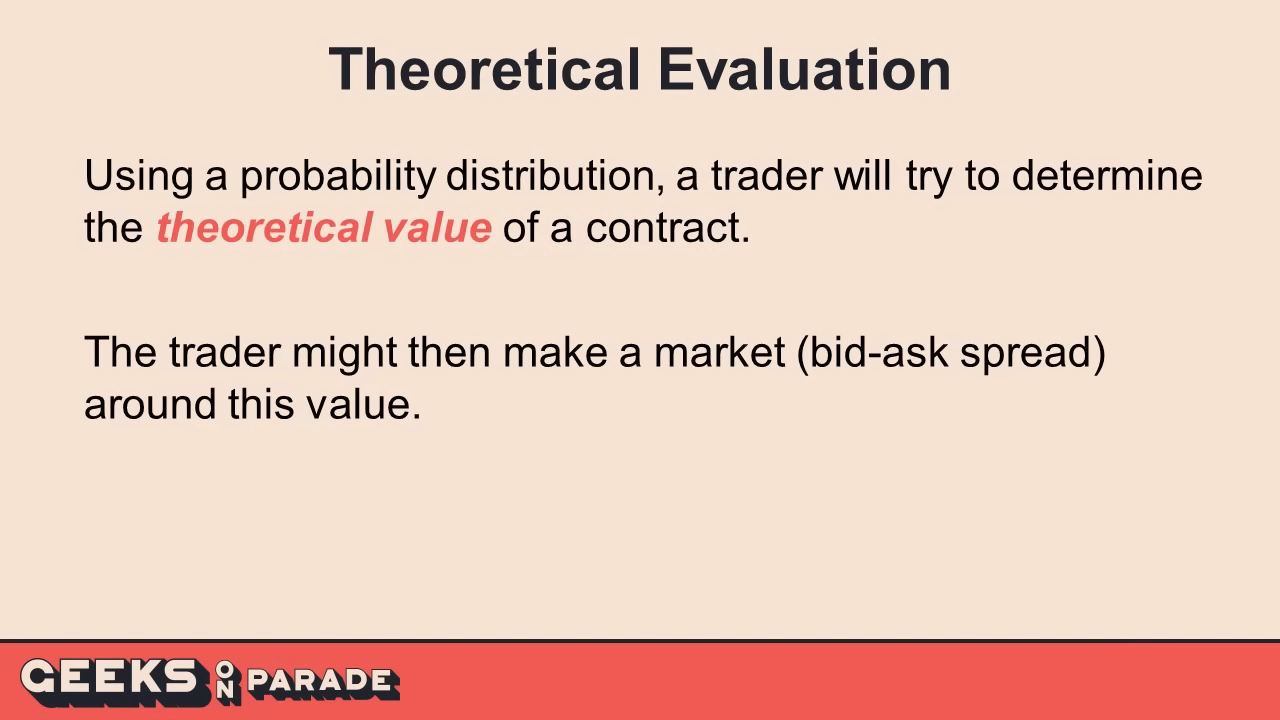 Theoretical Evaluation
Using a probability distribution, a trader will try to determine
the theoretical value of a contract.
The trader might then make a market (bid-ask spread)
around this value.
GEEKS ON PARADE